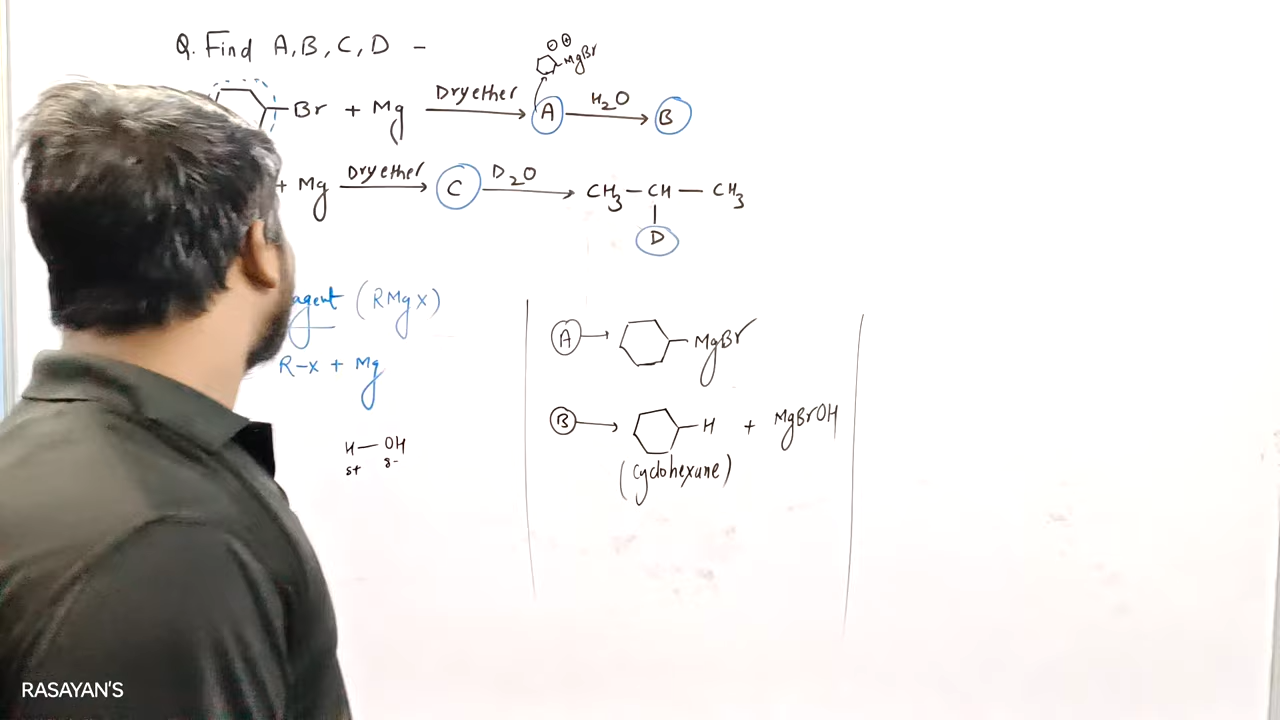 Q. Find A, B, C, D -
⊖ ⊕
MgBr
Br + Mg Dry ether A H₂O B
+ Mg Dry ether C D₂O CH₃ - CH - CH₃
D
agent (RMgX)
R-x + Mg
H - OH
δ+ δ-
A → MgBr
B → H + MgBrOH
(cyclohexane)
RASAYAN'S